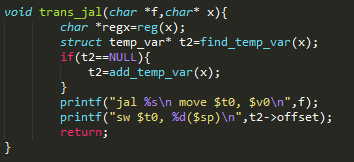 void trans_jal(char *f,char* x){
char *regx=reg(x);
struct temp_var* t2=find_temp_var(x);
if(t2==NULL){
t2=add_temp_var(x);
}
printf("jal %s\n move $t0, $v0\n",f);
printf("sw $t0, %d($sp)\n",t2->offset);
return;
}